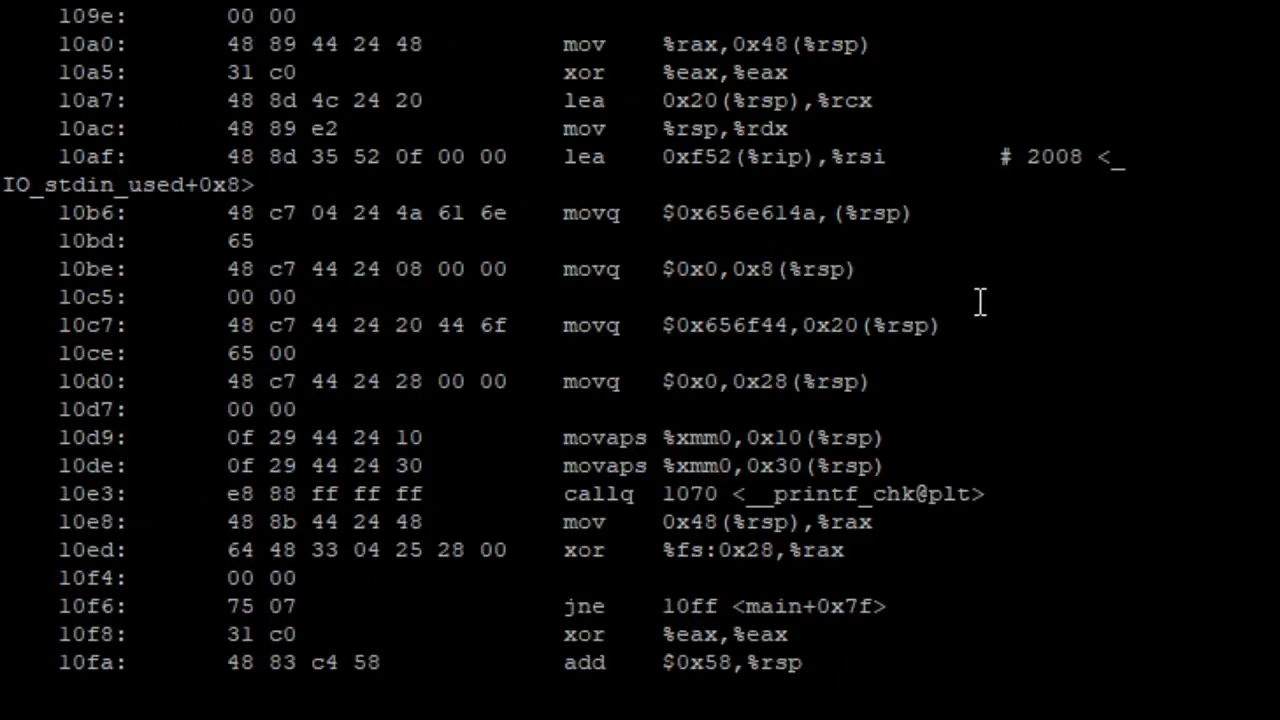 109e: 00 00
10a0: 48 89 44 24 48 mov %rax,0x48(%rsp)
10a5: 31 c0 xor %eax,%eax
10a7: 48 8d 4c 24 20 lea 0x20(%rsp),%rcx
10ac: 48 89 e2 mov %rsp,%rdx
10af: 48 8d 35 52 0f 00 00 lea 0xf52(%rip),%rsi # 2008 <_
IO_stdin_used+0x8>
10b6: 48 c7 04 24 4a 61 6e movq $0x656e614a,(%rsp)
10bd: 65
10be: 48 c7 44 24 08 00 00 movq $0x0,0x8(%rsp)
10c5: 00 00
10c7: 48 c7 44 24 20 44 6f movq $0x656f44,0x20(%rsp)
10ce: 65 00
10d0: 48 c7 44 24 28 00 00 movq $0x0,0x28(%rsp)
10d7: 00 00
10d9: 0f 29 44 24 10 movaps %xmm0,0x10(%rsp)
10de: 0f 29 44 24 30 movaps %xmm0,0x30(%rsp)
10e3: e8 88 ff ff ff callq 1070 <__printf_chk@plt>
10e8: 48 8b 44 24 48 mov 0x48(%rsp),%rax
10ed: 64 48 33 04 25 28 00 xor %fs:0x28,%rax
10f4: 00 00
10f6: 75 07 jne 10ff <main+0x7f>
10f8: 31 c0 xor %eax,%eax
10fa: 48 83 c4 58 add $0x58,%rsp